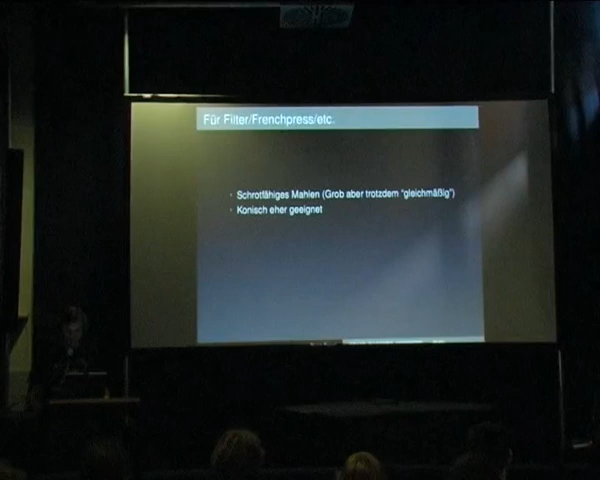 Für Filter/Frenchpress/etc.
Schrotfähiges Mahlen (Grob aber trotzdem "gleichmäßig")
Konisch eher geeignet